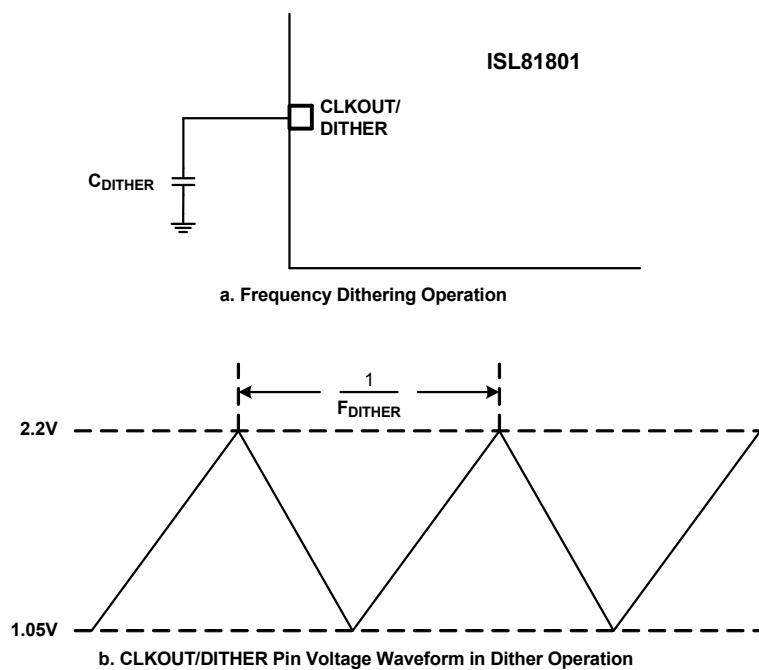 ISL81801
CLKOUT/
DITHER
CDITHER
a. Frequency Dithering Operation
1
FDITHER
2.2V
1.05V
b. CLKOUT/DITHER Pin Voltage Waveform in Dither Operation